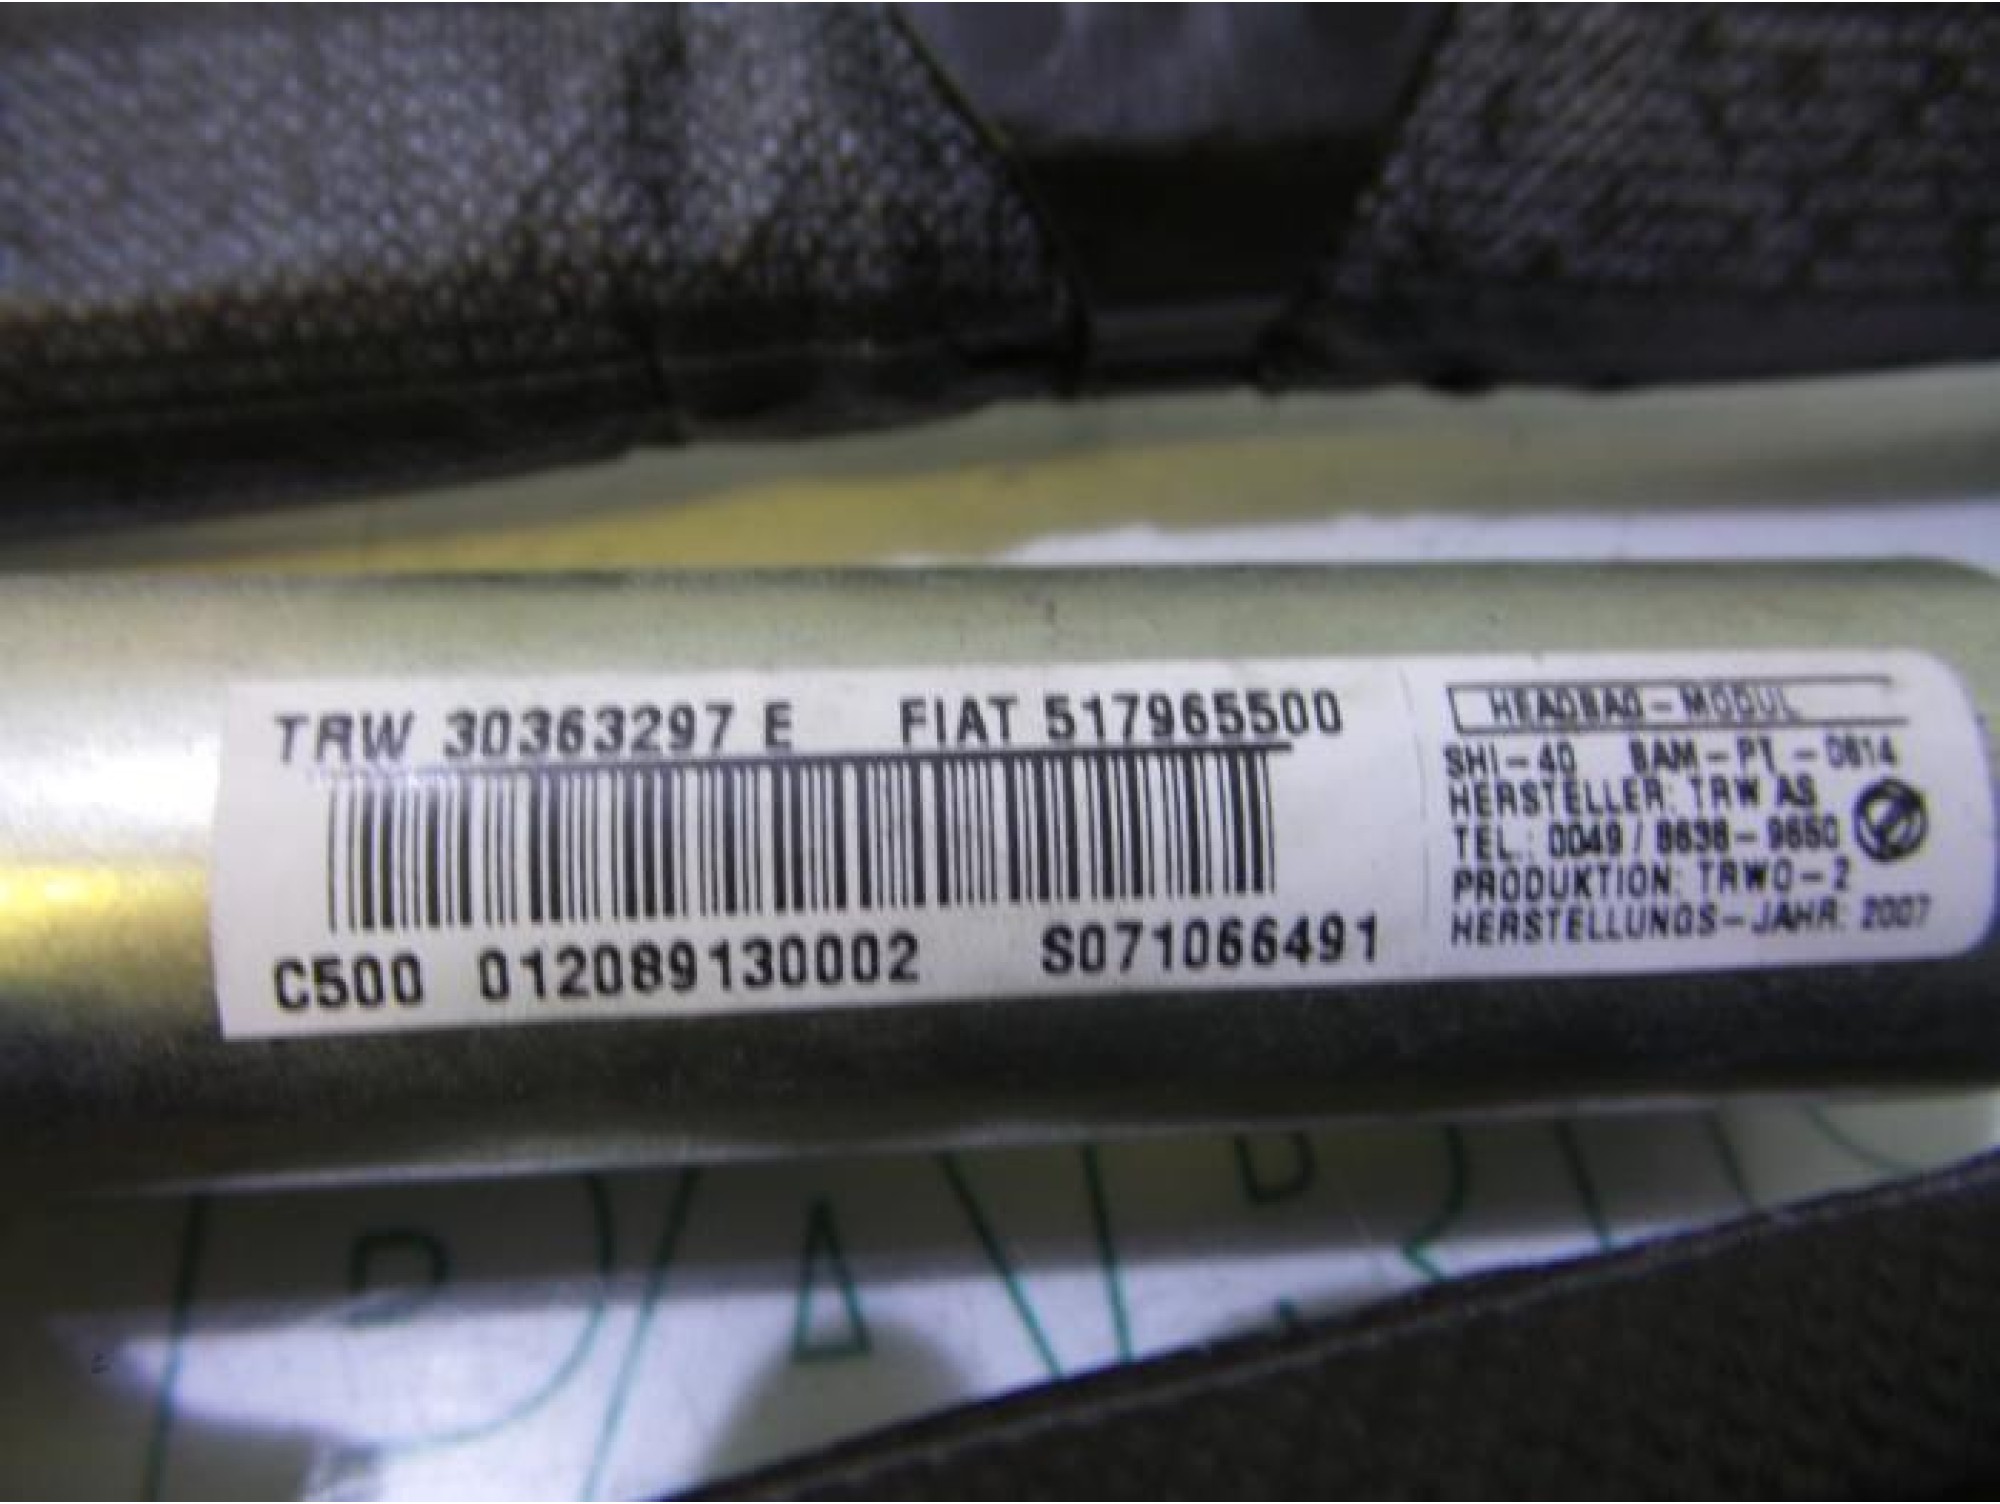 TRW 30363297 E FIAT 517965500
C500 012089130002 S071066491
HEADBAG-MODUL
SHI-40 BAM-PT-0814
HERSTELLER: TRW AS
TEL.: 0049 / 8638-9650
PRODUKTION: TRWO-2
HERSTELLUNGS-JAHR: 2007